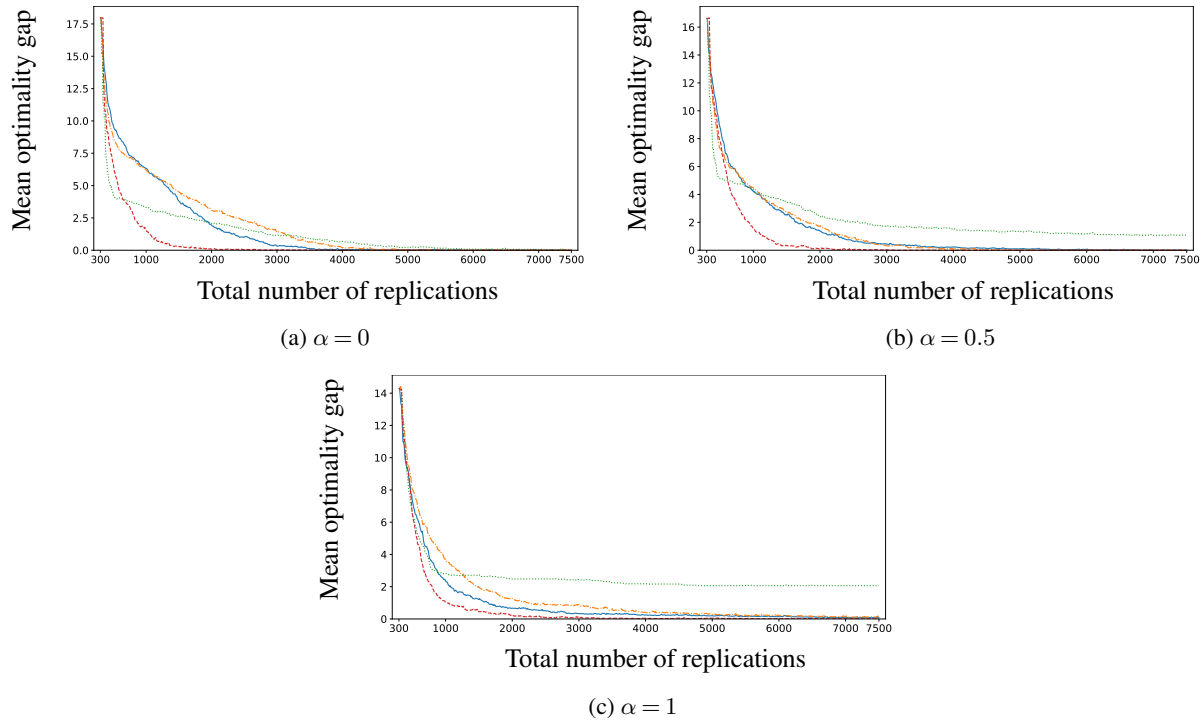 Mean optimality gap
17.5
15.0
12.5
10.0
7.5
5.0
2.5
0.0
300 1000 2000 3000 4000 5000 6000 7000 7500
Total number of replications
(a) α = 0
Mean optimality gap
16
14
12
10
8
6
4
2
0
300 1000 2000 3000 4000 5000 6000 7000 7500
Total number of replications
(b) α = 0.5
Mean optimality gap
14
12
10
8
6
4
2
0
300 1000 2000 3000 4000 5000 6000 7000 7500
Total number of replications
(c) α = 1